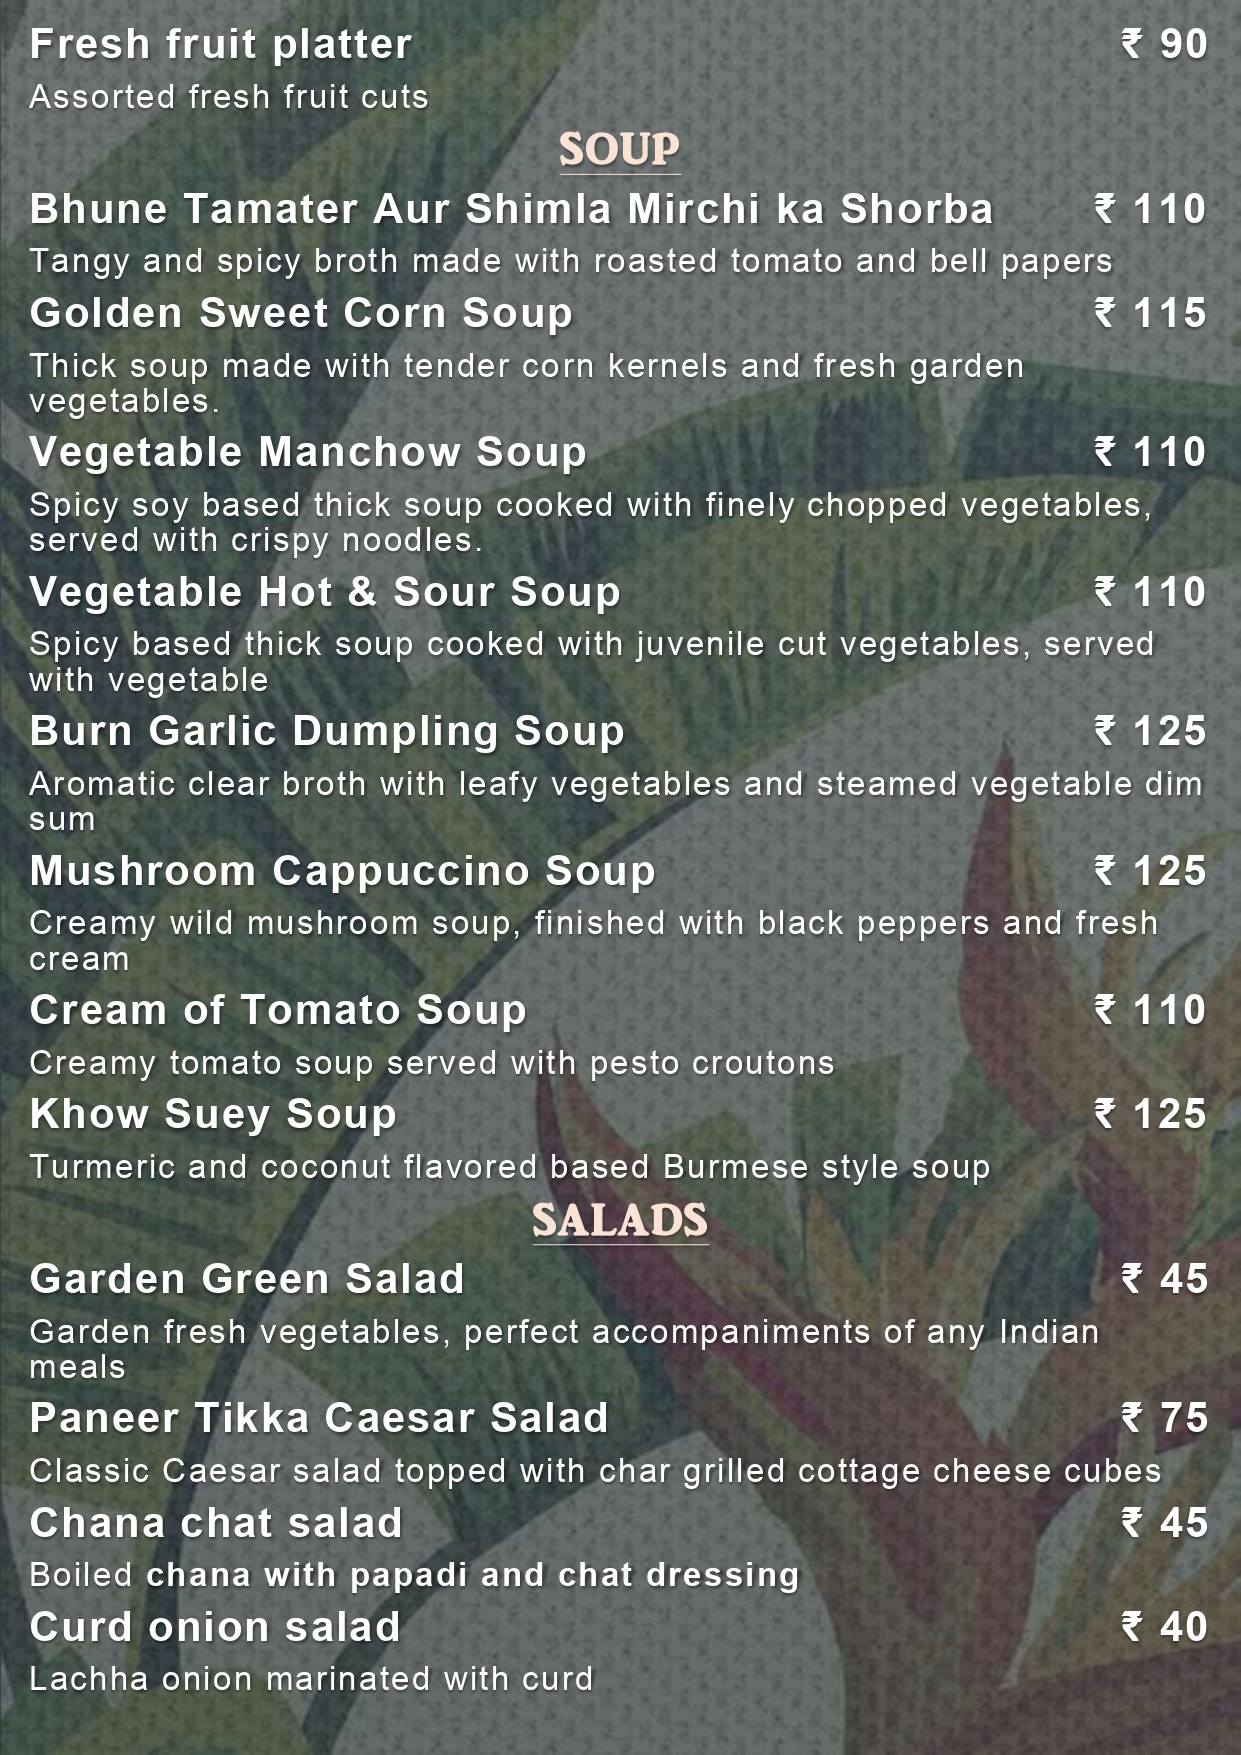 Fresh fruit platter ₹ 90
Assorted fresh fruit cuts
SOUP
Bhune Tamater Aur Shimla Mirchi ka Shorba ₹ 110
Tangy and spicy broth made with roasted tomato and bell papers
Golden Sweet Corn Soup ₹ 115
Thick soup made with tender corn kernels and fresh garden
vegetables.
Vegetable Manchow Soup ₹ 110
Spicy soy based thick soup cooked with finely chopped vegetables,
served with crispy noodles.
Vegetable Hot & Sour Soup ₹ 110
Spicy based thick soup cooked with juvenile cut vegetables, served
with vegetable
Burn Garlic Dumpling Soup ₹ 125
Aromatic clear broth with leafy vegetables and steamed vegetable dim
sum
Mushroom Cappuccino Soup ₹ 125
Creamy wild mushroom soup, finished with black peppers and fresh
cream
Cream of Tomato Soup ₹ 110
Creamy tomato soup served with pesto croutons
Khow Suey Soup ₹ 125
Turmeric and coconut flavored based Burmese style soup
SALADS
Garden Green Salad ₹ 45
Garden fresh vegetables, perfect accompaniments of any Indian
meals
Paneer Tikka Caesar Salad ₹ 75
Classic Caesar salad topped with char grilled cottage cheese cubes
Chana chat salad ₹ 45
Boiled chana with papadi and chat dressing
Curd onion salad ₹ 40
Lachha onion marinated with curd